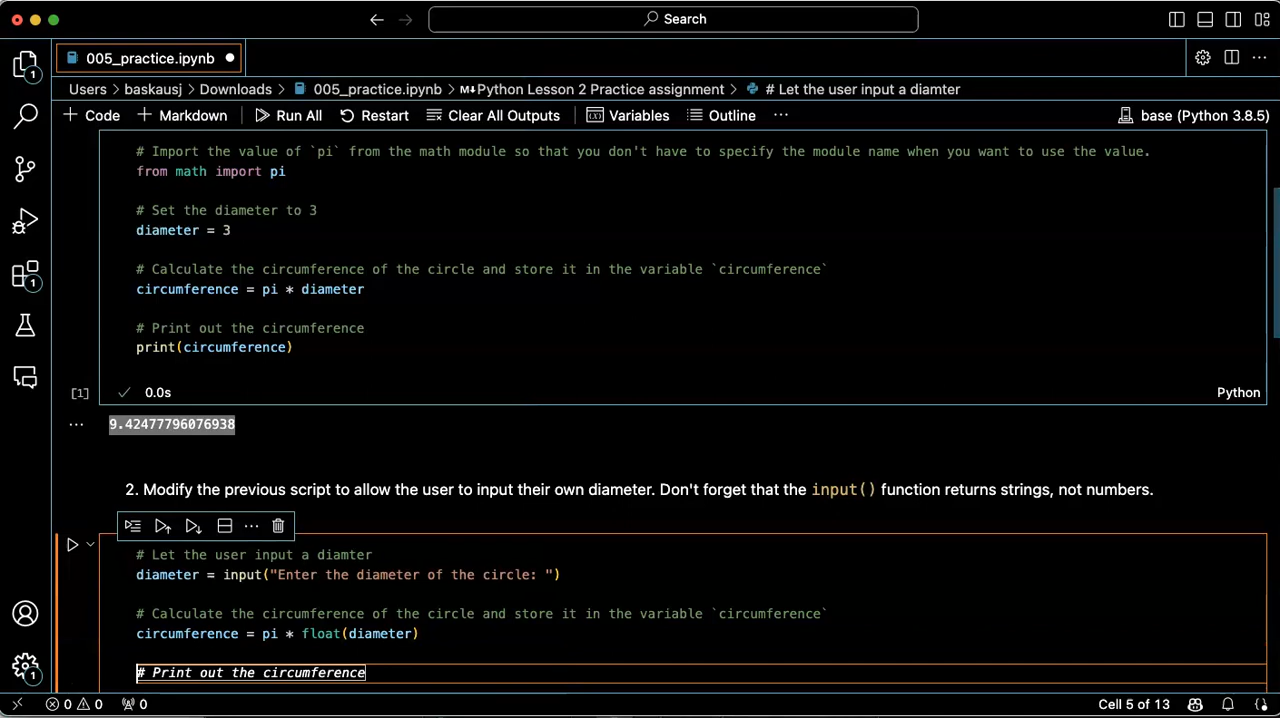 Search
005_practice.ipynb
Users > baskausj > Downloads > 005_practice.ipynb > M↓Python Lesson 2 Practice assignment > # Let the user input a diamter
+ Code + Markdown Run All Restart Clear All Outputs Variables Outline ··· base (Python 3.8.5)
# Import the value of `pi` from the math module so that you don't have to specify the module name when you want to use the value.
from math import pi
# Set the diameter to 3
diameter = 3
# Calculate the circumference of the circle and store it in the variable `circumference`
circumference = pi * diameter
# Print out the circumference
print(circumference)
[1] 0.0s Python
··· 9.42477796076938
2. Modify the previous script to allow the user to input their own diameter. Don't forget that the input() function returns strings, not numbers.
# Let the user input a diamter
diameter = input("Enter the diameter of the circle: ")
# Calculate the circumference of the circle and store it in the variable `circumference`
circumference = pi * float(diameter)
# Print out the circumference
1
1
1
0 0 0 Cell 5 of 13